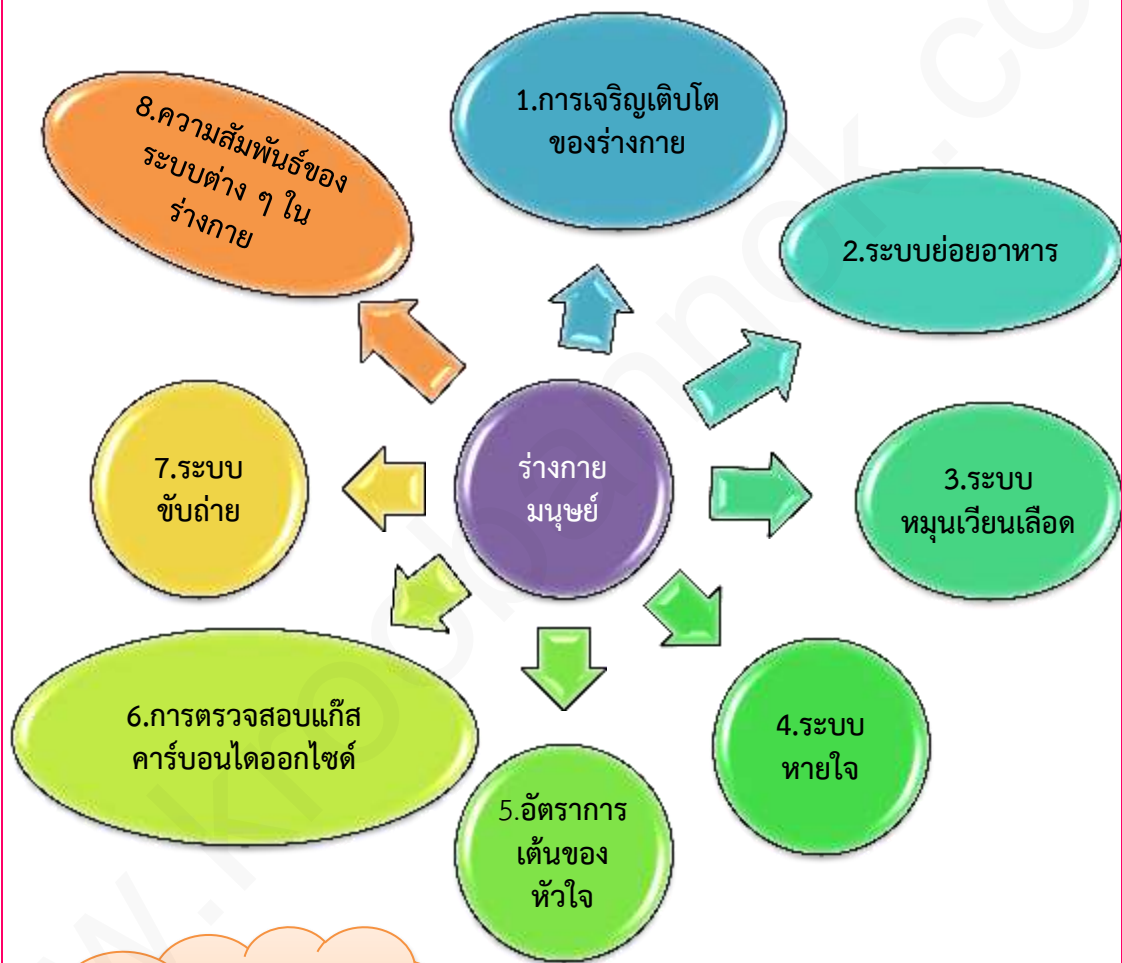 1.การเจริญเติบโต
ของร่างกาย
2.ระบบย่อยอาหาร
3.ระบบ
หมุนเวียนเลือด
4.ระบบ
หายใจ
5.อัตราการ
เต้นของ
หัวใจ
6.การตรวจสอบแก๊ส
คาร์บอนไดออกไซด์
7.ระบบ
ขับถ่าย
8.ความสัมพันธ์ของ
ระบบต่าง ๆ ใน
ร่างกาย
ร่างกาย
มนุษย์